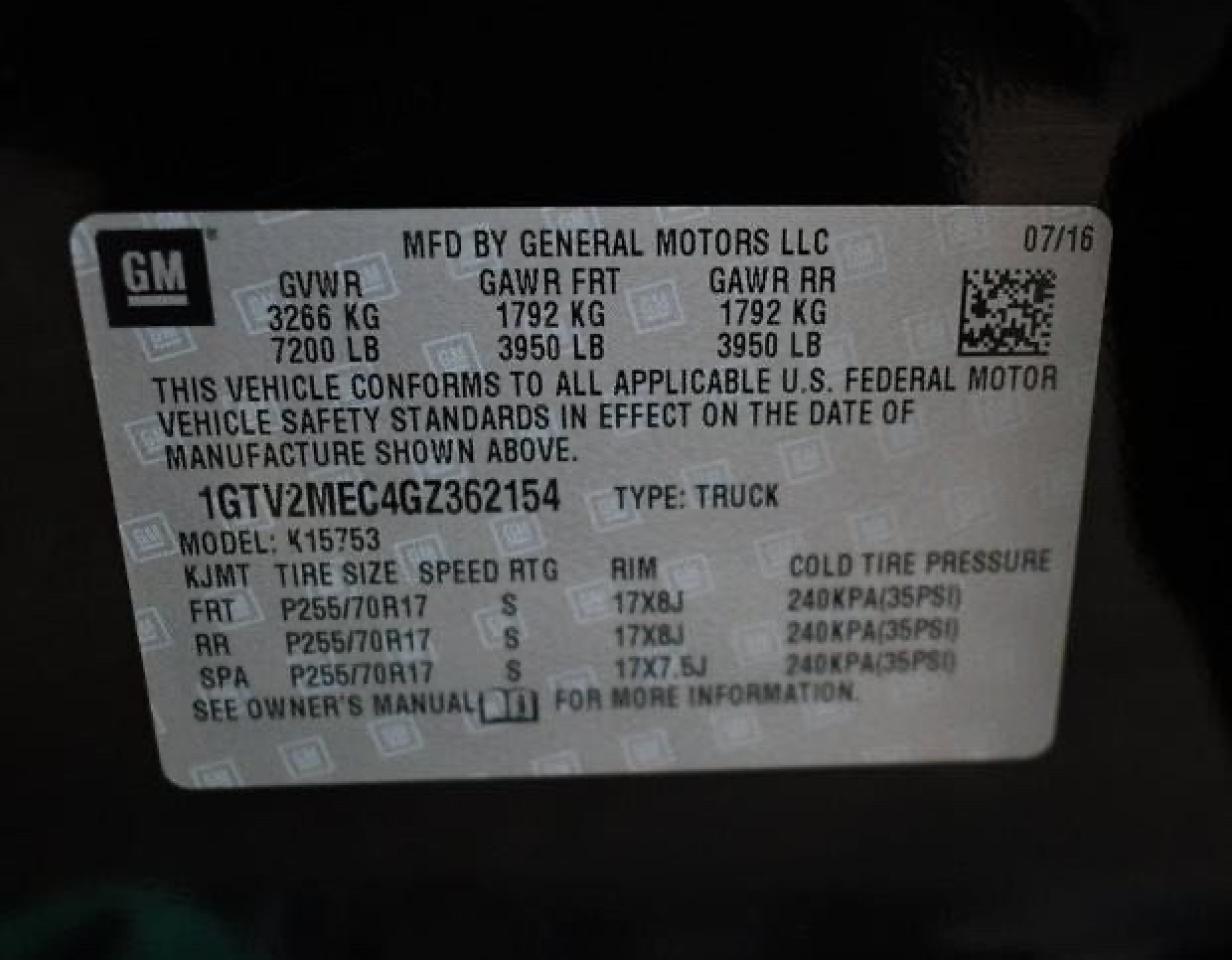 GM
MFD BY GENERAL MOTORS LLC 07/16
GVWR GAWR FRT GAWR RR
3266 KG 1792 KG 1792 KG
7200 LB 3950 LB 3950 LB
THIS VEHICLE CONFORMS TO ALL APPLICABLE U.S. FEDERAL MOTOR
VEHICLE SAFETY STANDARDS IN EFFECT ON THE DATE OF
MANUFACTURE SHOWN ABOVE.
1GTV2MEC4GZ362154 TYPE: TRUCK
MODEL: K15753
KJMT TIRE SIZE SPEED RTG RIM COLD TIRE PRESSURE
FRT P255/70R17 S 17X8J 240KPA(35PSI)
RR P255/70R17 S 17X8J 240KPA(35PSI)
SPA P255/70R17 S 17X7.5J 240KPA(35PSI)
SEE OWNER'S MANUAL FOR MORE INFORMATION.